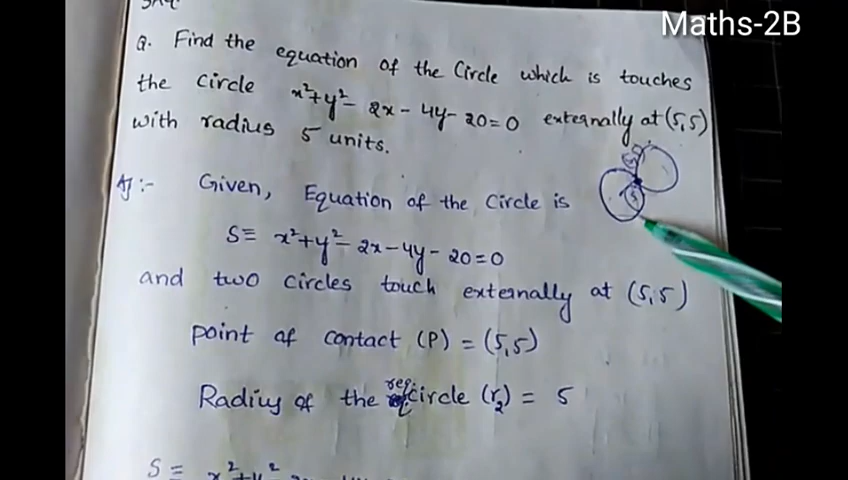 Maths-2B
Q. Find the equation of the Circle which is touches
the circle x²+y²-2x-4y-20=0 externally at (5,5)
with radius 5 units.
Given, Equation of the Circle is
S≡ x²+y²-2x-4y-20=0
and two circles touch externally at (5,5)
point of contact (P) = (5,5)
Radius of the req circle (r₂) = 5
S =